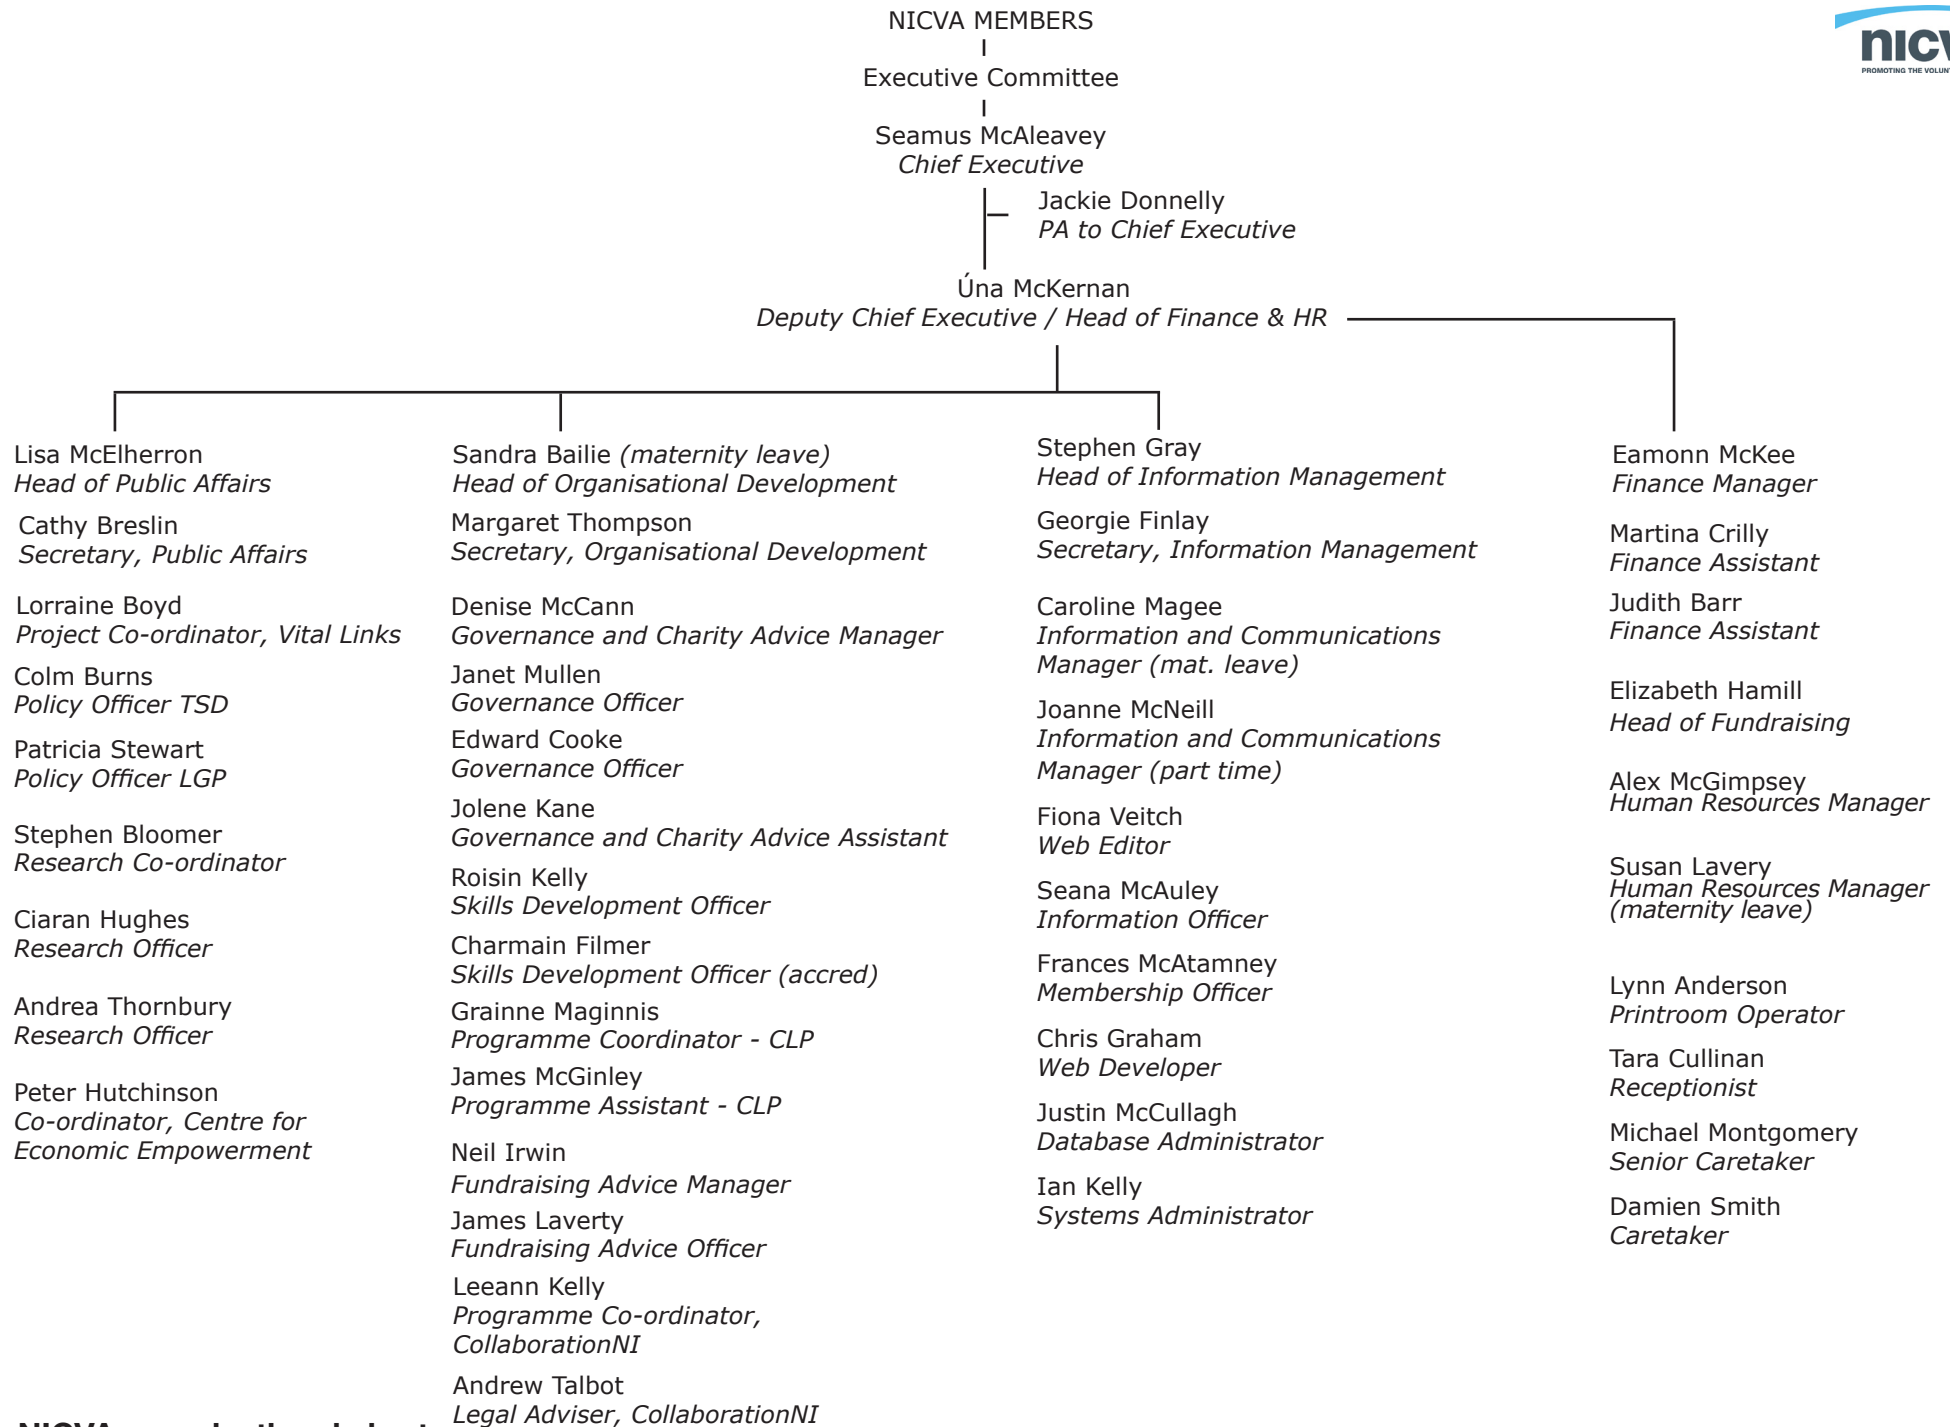 NICVA MEMBERS
Executive Committee
Seamus McAleavey
Chief Executive
Jackie Donnelly
PA to Chief Executive
Úna McKernan
Deputy Chief Executive / Head of Finance & HR
Lisa McElherron
Head of Public Affairs
Cathy Breslin
Secretary, Public Affairs
Lorraine Boyd
Project Co-ordinator, Vital Links
Colm Burns
Policy Officer TSD
Patricia Stewart
Policy Officer LGP
Stephen Bloomer
Research Co-ordinator
Ciaran Hughes
Research Officer
Andrea Thornbury
Research Officer
Peter Hutchinson
Co-ordinator, Centre for
Economic Empowerment
Sandra Bailie (maternity leave)
Head of Organisational Development
Margaret Thompson
Secretary, Organisational Development
Denise McCann
Governance and Charity Advice Manager
Janet Mullen
Governance Officer
Edward Cooke
Governance Officer
Jolene Kane
Governance and Charity Advice Assistant
Roisin Kelly
Skills Development Officer
Charmain Filmer
Skills Development Officer (accred)
Grainne Maginnis
Programme Coordinator - CLP
James McGinley
Programme Assistant - CLP
Neil Irwin
Fundraising Advice Manager
James Laverty
Fundraising Advice Officer
Leeann Kelly
Programme Co-ordinator,
CollaborationNI
Andrew Talbot
Legal Adviser, CollaborationNI
Stephen Gray
Head of Information Management
Georgie Finlay
Secretary, Information Management
Caroline Magee
Information and Communications
Manager (mat. leave)
Joanne McNeill
Information and Communications
Manager (part time)
Fiona Veitch
Web Editor
Seana McAuley
Information Officer
Frances McAtamney
Membership Officer
Chris Graham
Web Developer
Justin McCullagh
Database Administrator
Ian Kelly
Systems Administrator
Eamonn McKee
Finance Manager
Martina Crilly
Finance Assistant
Judith Barr
Finance Assistant
Elizabeth Hamill
Head of Fundraising
Alex McGimpsey
Human Resources Manager
Susan Lavery
Human Resources Manager
(maternity leave)
Lynn Anderson
Printroom Operator
Tara Cullinan
Receptionist
Michael Montgomery
Senior Caretaker
Damien Smith
Caretaker
PROMOTING THE
NICVA